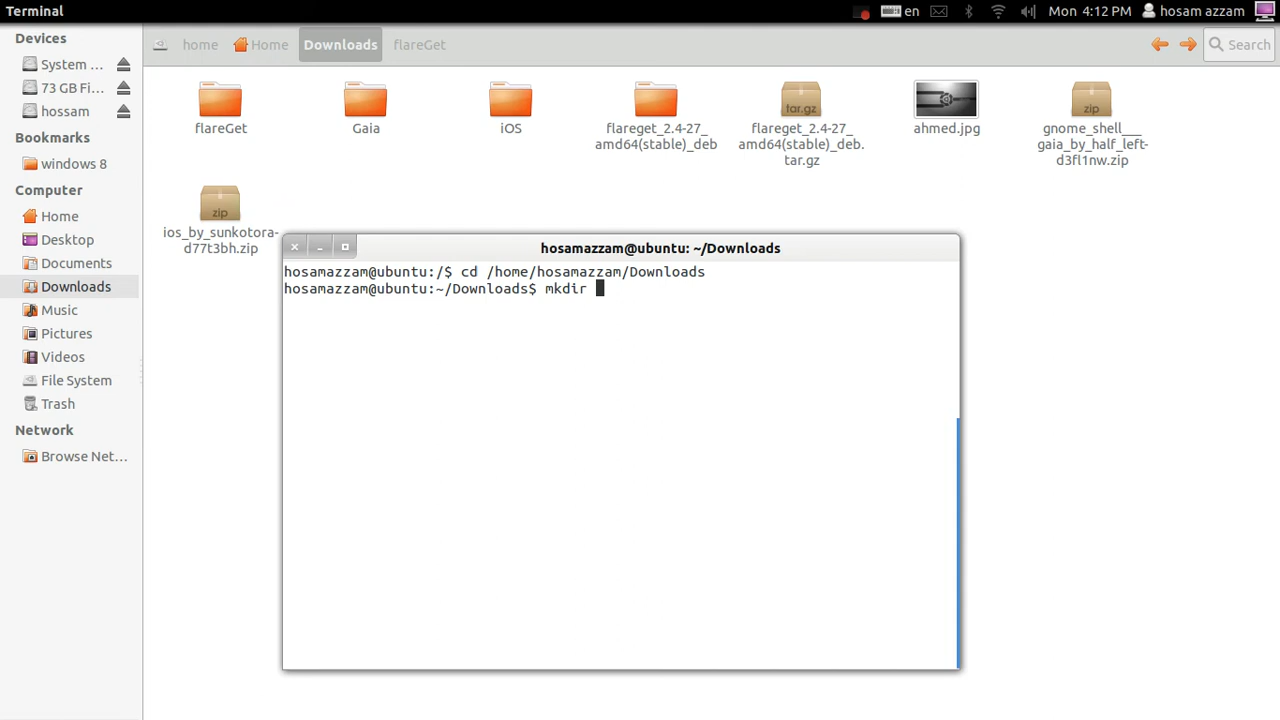 Terminal
en
Mon 4:12 PM
hosam azzam
Devices
System ...
73 GB Fi...
hossam
Bookmarks
windows 8
Computer
Home
Desktop
Documents
Downloads
Music
Pictures
Videos
File System
Trash
Network
Browse Net...
home
Home
Downloads
flareGet
Search
flareGet
Gaia
iOS
flareget_2.4-27_
amd64(stable)_deb
tar.gz
flareget_2.4-27_
amd64(stable)_deb.
tar.gz
ahmed.jpg
zip
gnome_shell___
gaia_by_half_left-
d3fl1nw.zip
zip
ios_by_sunkotora-
d77t3bh.zip
hosamazzam@ubuntu: ~/Downloads
hosamazzam@ubuntu:/$ cd /home/hosamazzam/Downloads
hosamazzam@ubuntu:~/Downloads$ mkdir